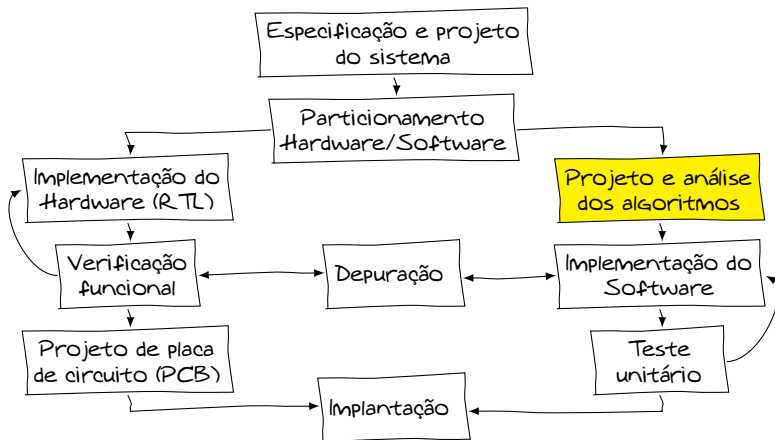 Especificação e projeto
do sistema
Particionamento
Hardware/Software
Implementação do
Hardware (RTL)
Projeto e análise
dos algoritmos
Verificação
funcional
Depuração
Implementação do
Software
Projeto de placa
de circuito (PCB)
Teste
unitário
Implantação